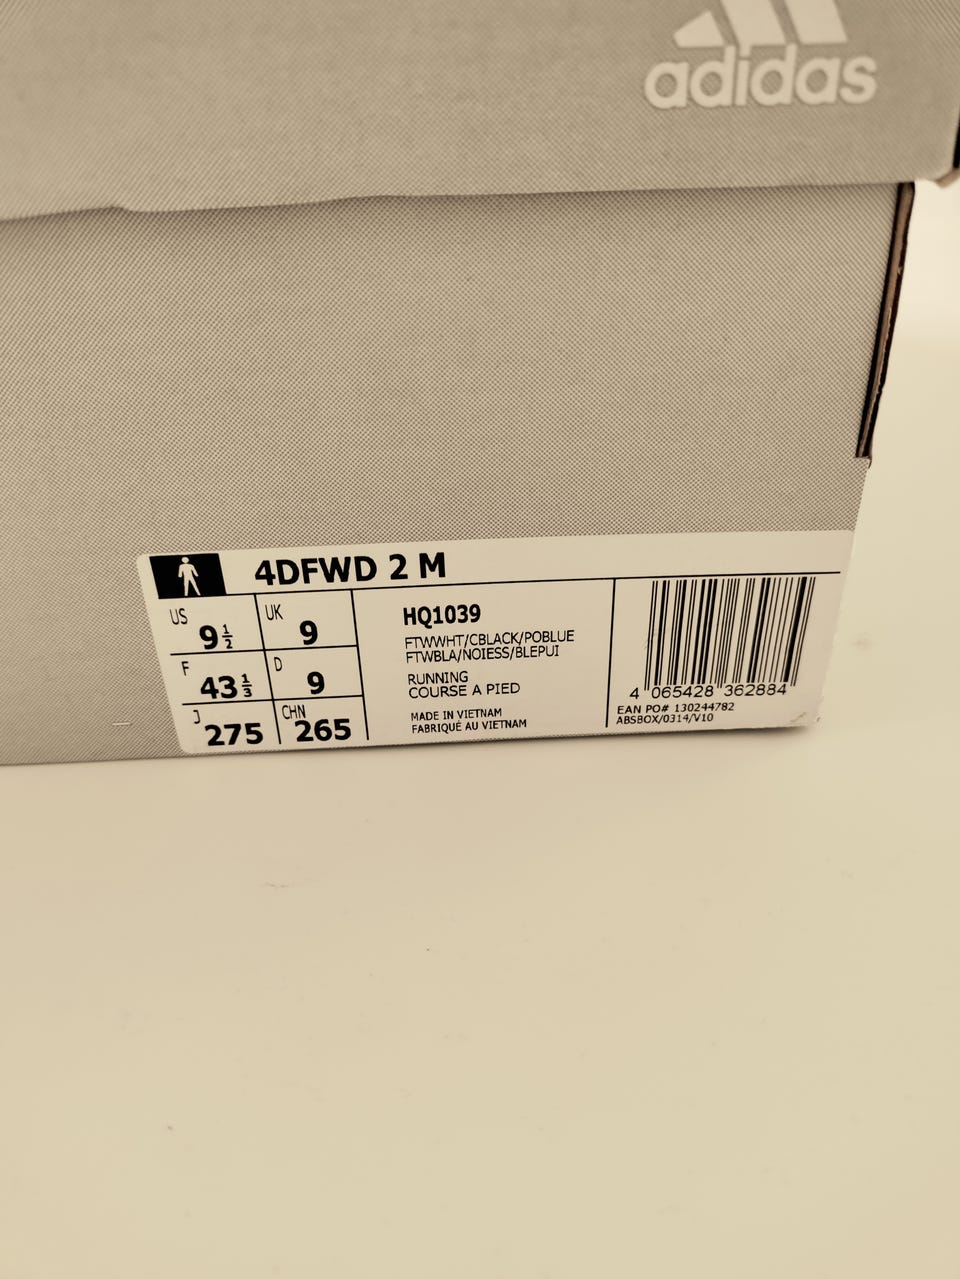 adidas
4DFWD 2 M
US 9 1/2
UK 9
F 43 1/3
D 9
J 275
CHN 265
HQ1039
FTWWHT/CBLACK/POBLUE
FTWBLA/NOIESS/BLEPUI
RUNNING
COURSE A PIED
MADE IN VIETNAM
FABRIQUÉ AU VIETNAM
4 065428 362884
EAN PO# 130244782
ABSBOX/0314/V10